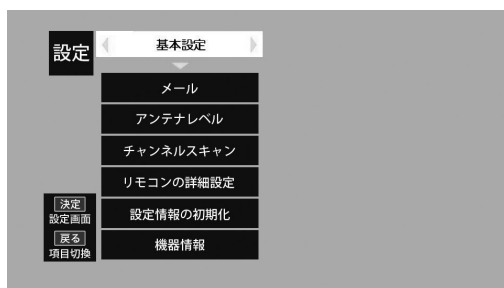 設定
基本設定
メール
アンテナレベル
チャンネルスキャン
リモコンの詳細設定
設定情報の初期化
機器情報
決定
設定画面
戻る
項目切換